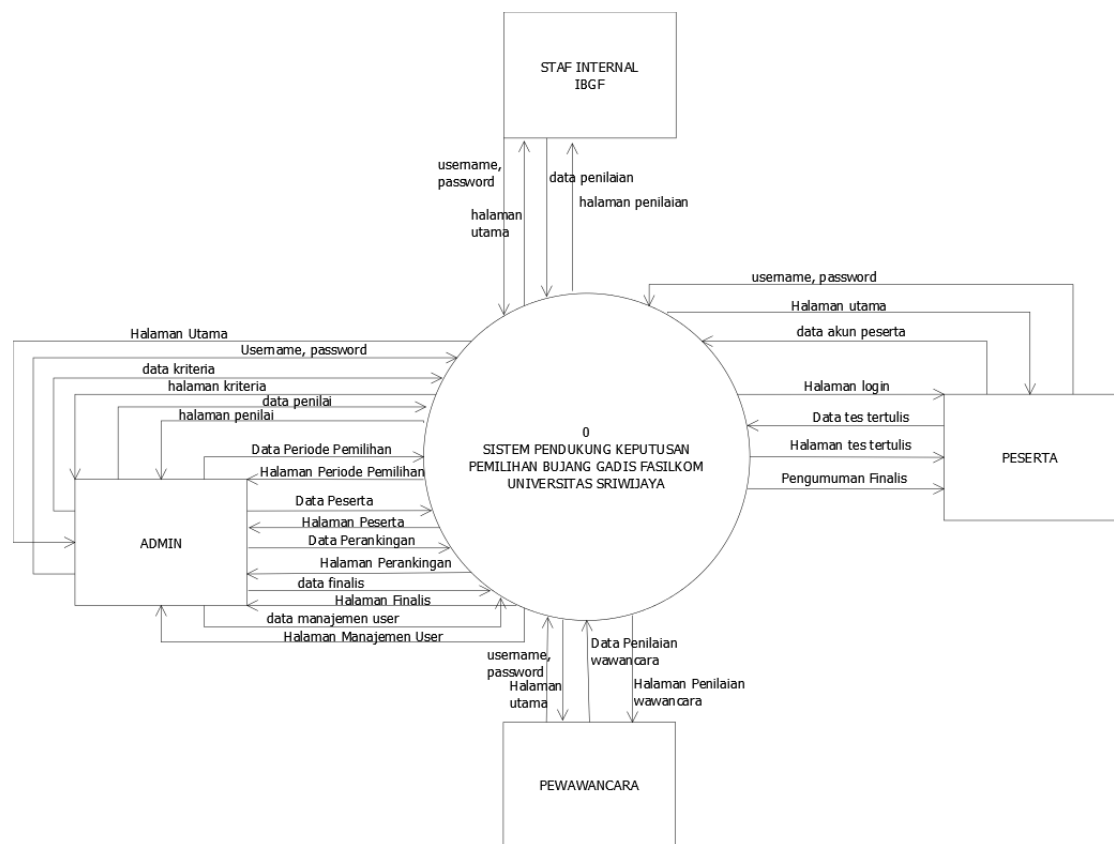 STAF INTERNAL
IBGF
username,
password
data penilaian
halaman penilaian
halaman
utama
username, password
Halaman utama
data akun peserta
Halaman Utama
Username, password
data kriteria
halaman kriteria
data penilai
halaman penilai
Halaman login
Data tes tertulis
Halaman tes tertulis
Pengumuman Finalis
PESERTA
0
SISTEM PENDUKUNG KEPUTUSAN
PEMILIHAN BUJANG GADIS FASILKOM
UNIVERSITAS SRIWIJAYA
Data Periode Pemilihan
Halaman Periode Pemilihan
Data Peserta
Halaman Peserta
Data Perankingan
Halaman Perankingan
data finalis
Halaman Finalis
data manajemen user
Halaman Manajemen User
ADMIN
username,
password
Halaman
utama
Data Penilaian
wawancara
Halaman Penilaian
wawancara
PEWAWANCARA